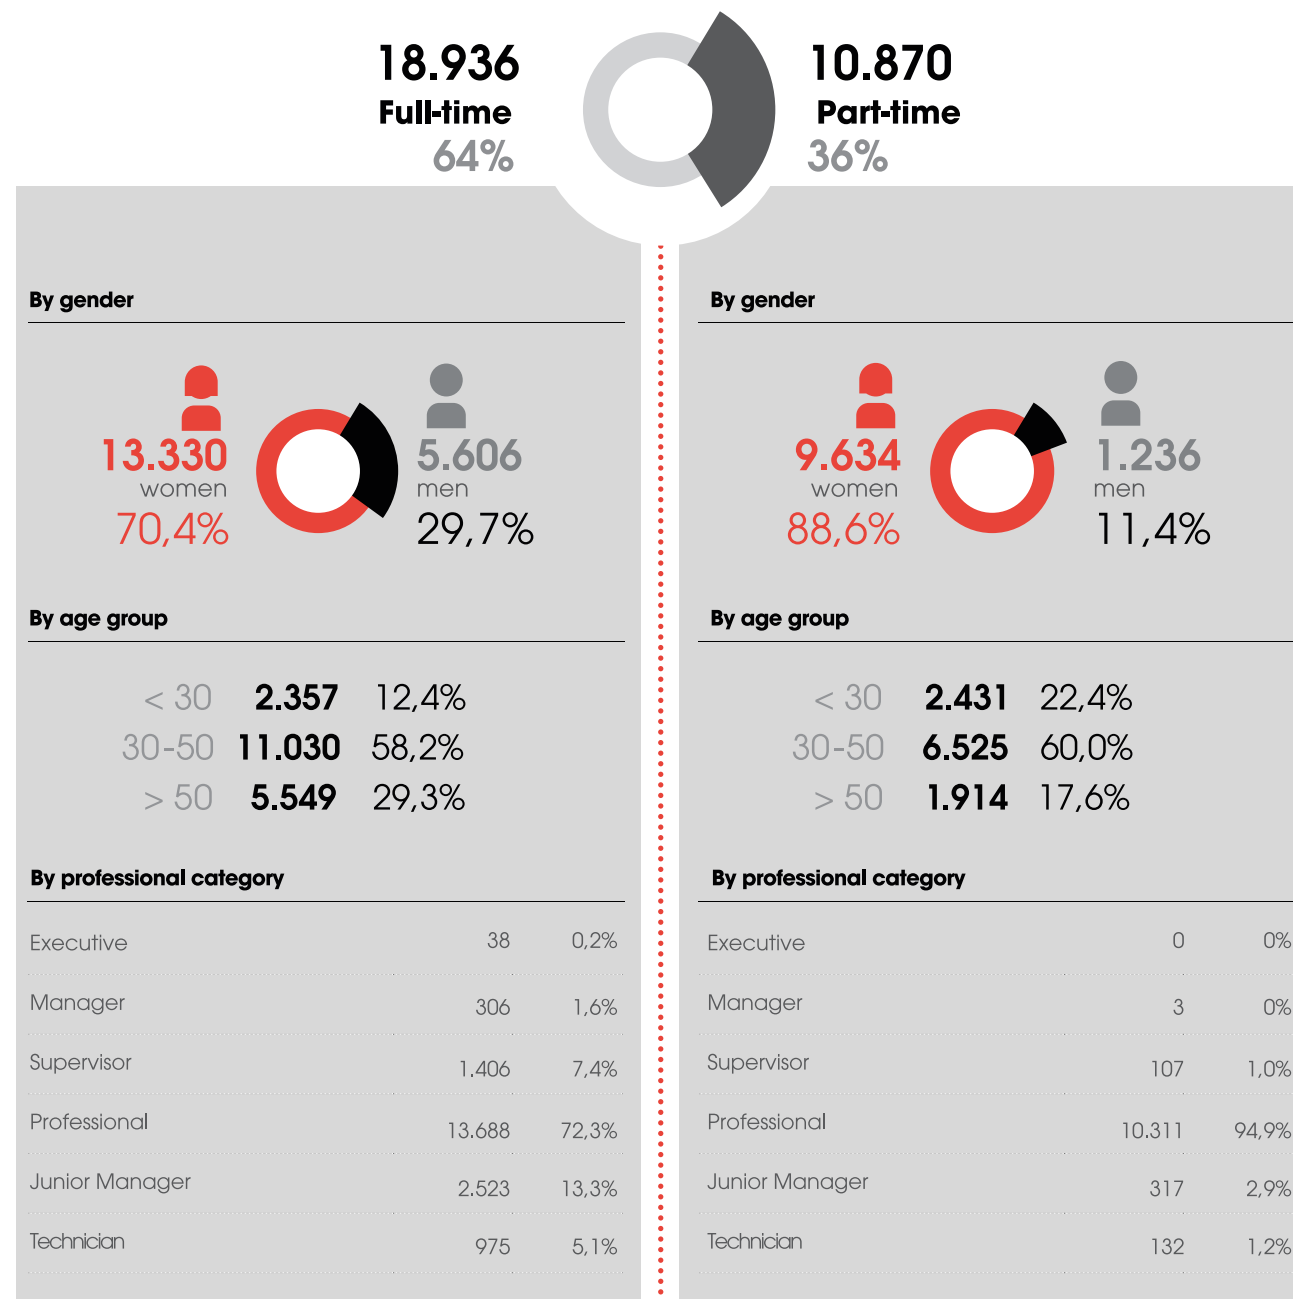 18.936
Full-time
64%
10.870
Part-time
36%
By gender
13.330
women
70,4%
5.606
men
29,7%
By age group
< 30 2.357 12,4%
30-50 11.030 58,2%
> 50 5.549 29,3%
By professional category
Executive 38 0,2%
Manager 306 1,6%
Supervisor 1.406 7,4%
Professional 13.688 72,3%
Junior Manager 2.523 13,3%
Technician 975 5,1%
By gender
9.634
women
88,6%
1.236
men
11,4%
By age group
< 30 2.431 22,4%
30-50 6.525 60,0%
> 50 1.914 17,6%
By professional category
Executive 0 0%
Manager 3 0%
Supervisor 107 1,0%
Professional 10.311 94,9%
Junior Manager 317 2,9%
Technician 132 1,2%